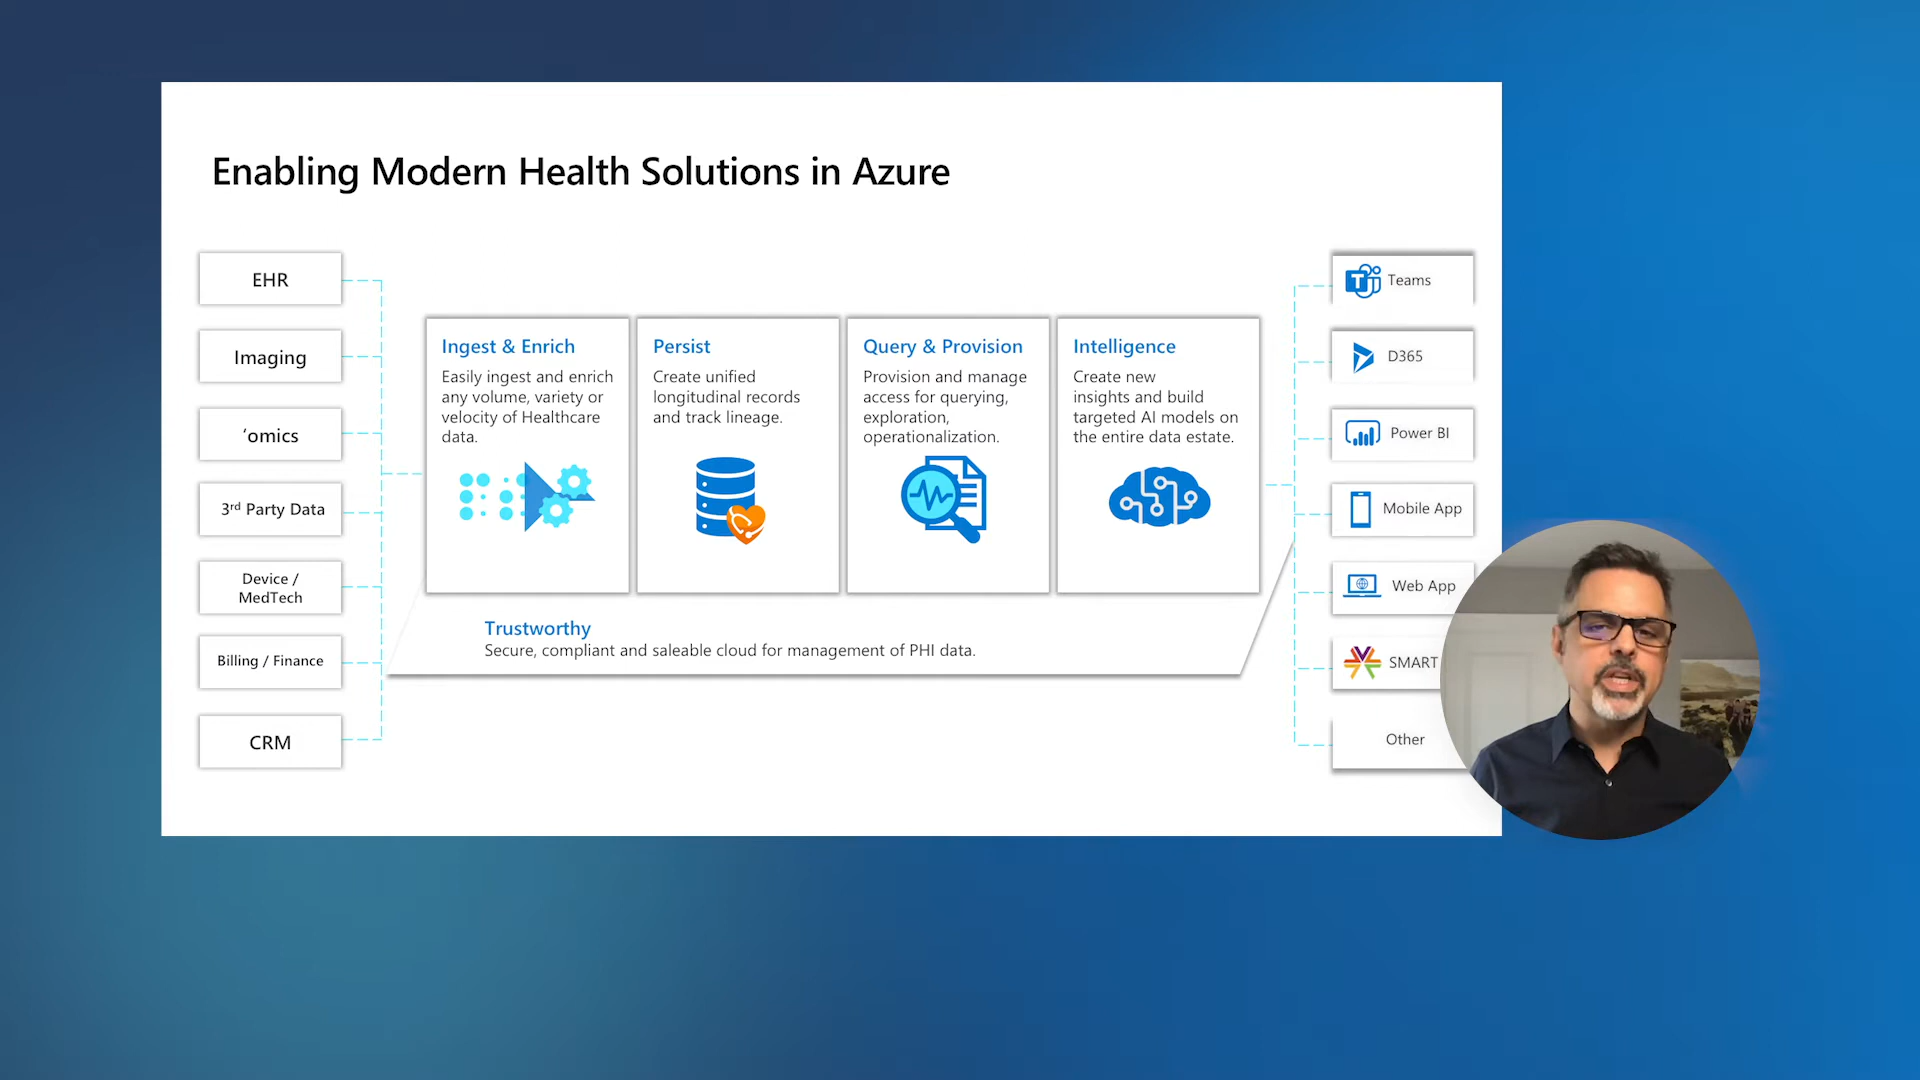 Enabling Modern Health Solutions in Azure
EHR
Imaging
‘omics
3rd Party Data
Device /
MedTech
Billing / Finance
CRM
Ingest & Enrich
Easily ingest and enrich
any volume, variety or
velocity of Healthcare
data.
Persist
Create unified
longitudinal records
and track lineage.
Query & Provision
Provision and manage
access for querying,
exploration,
operationalization.
Intelligence
Create new
insights and build
targeted AI models on
the entire data estate.
Trustworthy
Secure, compliant and saleable cloud for management of PHI data.
Teams
D365
Power BI
Mobile App
Web App
SMART
Other